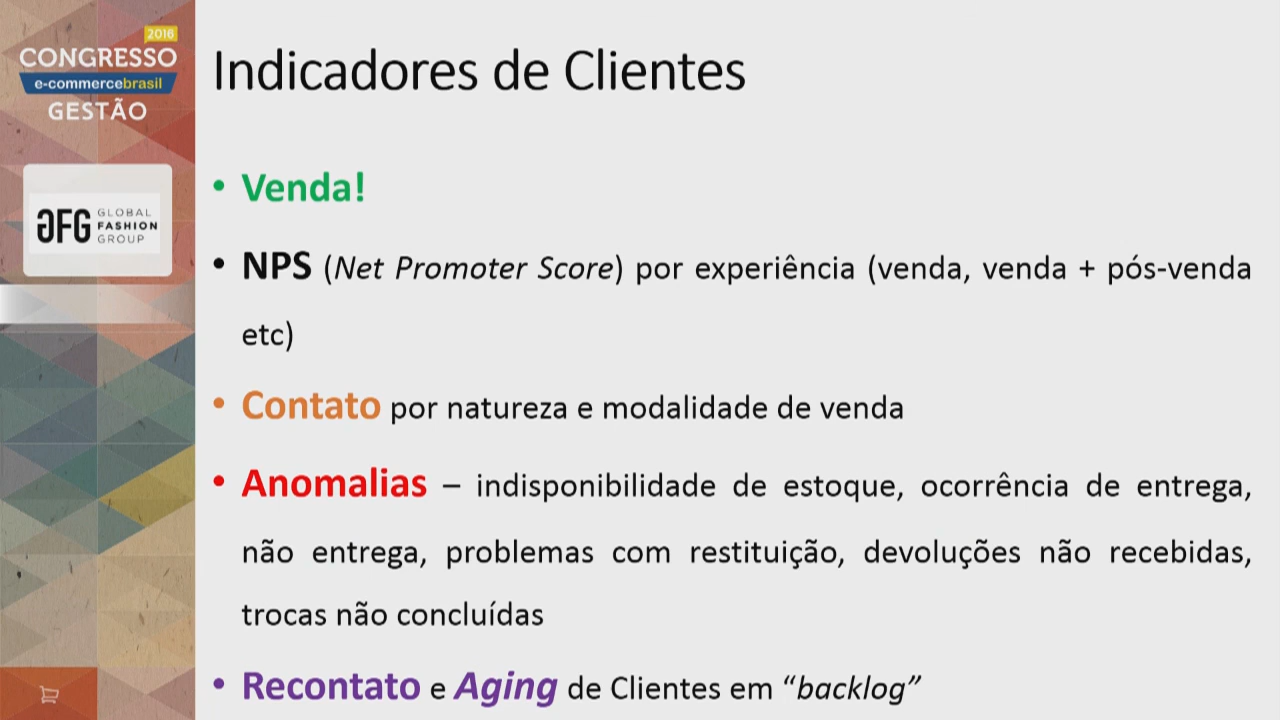 2016
CONGRESSO
e-commercebrasil
GESTÃO
GFG GLOBAL
FASHION
GROUP
Indicadores de Clientes
• Venda!
• NPS (Net Promoter Score) por experiência (venda, venda + pós-venda
etc)
• Contato por natureza e modalidade de venda
• Anomalias – indisponibilidade de estoque, ocorrência de entrega,
não entrega, problemas com restituição, devoluções não recebidas,
trocas não concluídas
• Recontato e Aging de Clientes em “backlog”